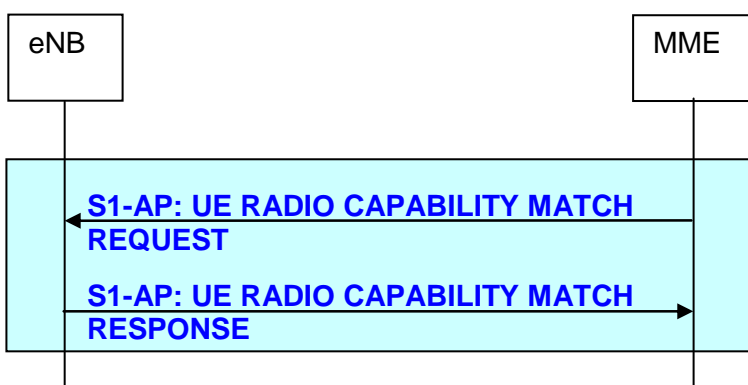 eNB
MME
S1-AP: UE RADIO CAPABILITY MATCH
REQUEST
S1-AP: UE RADIO CAPABILITY MATCH
RESPONSE